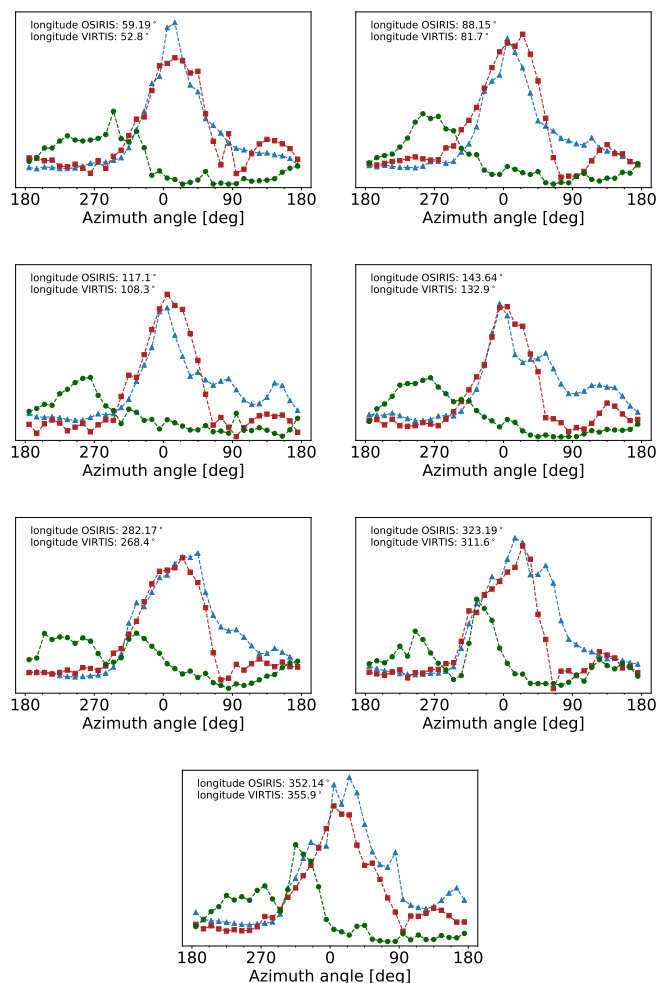 longitude OSIRIS: 59.19°
longitude VIRTIS: 52.8°
180 270 0 90 180
Azimuth angle [deg]
longitude OSIRIS: 88.15°
longitude VIRTIS: 81.7°
180 270 0 90 180
Azimuth angle [deg]
longitude OSIRIS: 117.1°
longitude VIRTIS: 108.3°
180 270 0 90 180
Azimuth angle [deg]
longitude OSIRIS: 143.64°
longitude VIRTIS: 132.9°
180 270 0 90 180
Azimuth angle [deg]
longitude OSIRIS: 282.17°
longitude VIRTIS: 268.4°
180 270 0 90 180
Azimuth angle [deg]
longitude OSIRIS: 323.19°
longitude VIRTIS: 311.6°
180 270 0 90 180
Azimuth angle [deg]
longitude OSIRIS: 352.14°
longitude VIRTIS: 355.9°
180 270 0 90 180
Azimuth angle [deg]